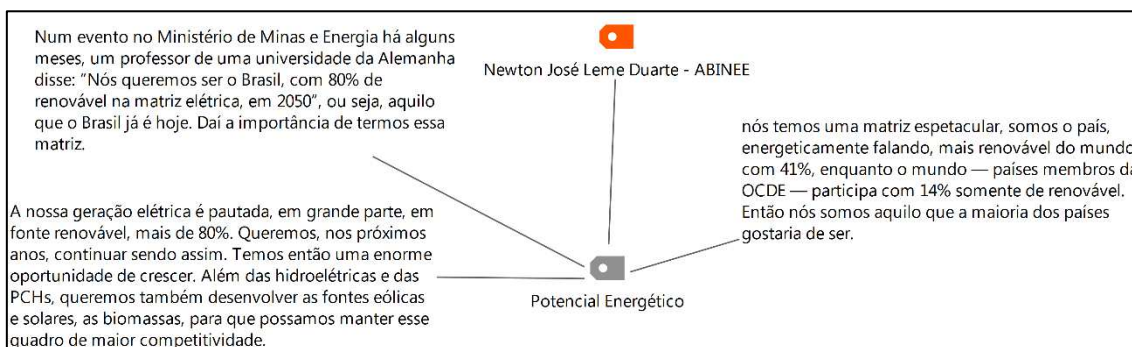 Num evento no Ministério de Minas e Energia há alguns
meses, um professor de uma universidade da Alemanha
disse: "Nós queremos ser o Brasil, com 80% de
renovável na matriz elétrica, em 2050", ou seja, aquilo
que o Brasil já é hoje. Daí a importância de termos essa
matriz.
Newton José Leme Duarte - ABINEE
nós temos uma matriz espetacular, somos o país,
energeticamente falando, mais renovável do mundo
com 41%, enquanto o mundo — países membros da
OCDE — participa com 14% somente de renovável.
Então nós somos aquilo que a maioria dos países
gostaria de ser.
A nossa geração elétrica é pautada, em grande parte, em
fonte renovável, mais de 80%. Queremos, nos próximos
anos, continuar sendo assim. Temos então uma enorme
oportunidade de crescer. Além das hidroelétricas e das
PCHs, queremos também desenvolver as fontes eólicas
e solares, as biomassas, para que possamos manter esse
quadro de maior competitividade.
Potencial Energético